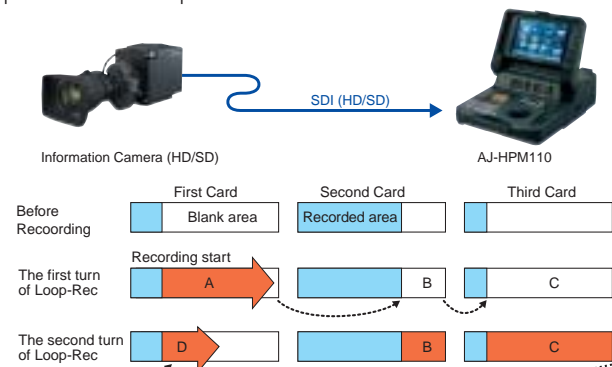 SDI (HD/SD)
Information Camera (HD/SD)
AJ-HPM110
First Card
Second Card
Third Card
Before
Recoording
Blank area
Recorded area
Recording start
The first turn
of Loop-Rec
A
B
C
The second turn
of Loop-Rec
D
B
C